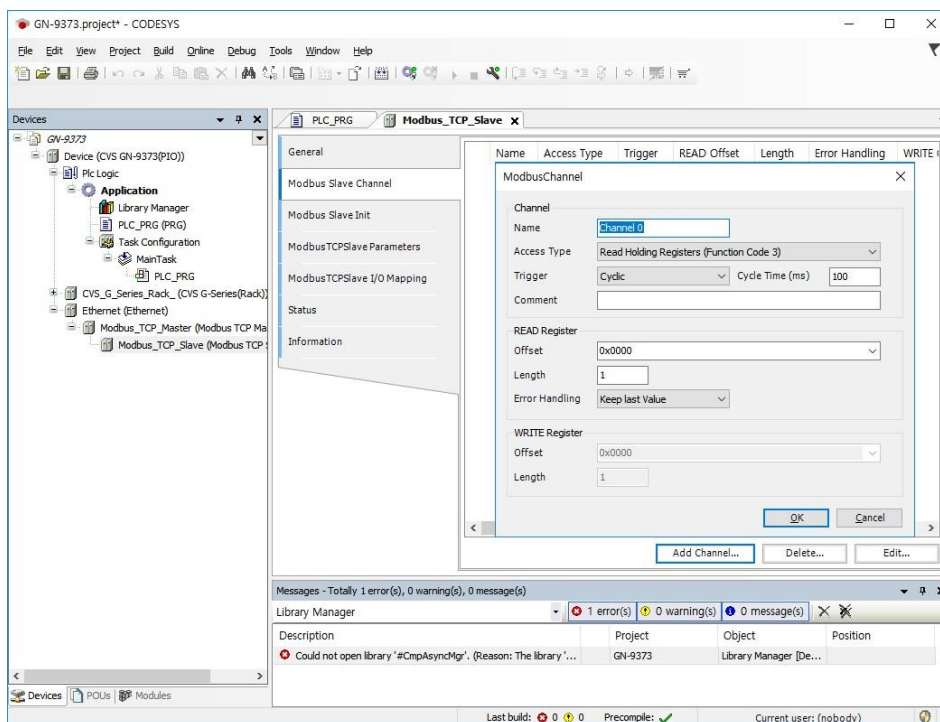 GN-9373.project* - CODESYS
File Edit View Project Build Online Debug Tools Window Help
Devices
GN-9373
Device (CVS GN-9373(PIO))
Plc Logic
Application
Library Manager
PLC_PRG (PRG)
Task Configuration
MainTask
PLC_PRG
CVS_G_Series_Rack_ (CVS G-Series(Rack))
Ethernet (Ethernet)
Modbus_TCP_Master (Modbus TCP Ma
Modbus_TCP_Slave (Modbus TCP
Devices POUs Modules
PLC_PRG Modbus_TCP_Slave
General
Modbus Slave Channel
Modbus Slave Init
ModbusTCPSlave Parameters
ModbusTCPSlave I/O Mapping
Status
Information
Name Access Type Trigger READ Offset Length Error Handling WRITE
ModbusChannel
Channel
Name Channel 0
Access Type Read Holding Registers (Function Code 3)
Trigger Cyclic Cycle Time (ms) 100
Comment
READ Register
Offset 0x0000
Length 1
Error Handling Keep last Value
WRITE Register
Offset 0x0000
Length 1
OK Cancel
Add Channel... Delete... Edit...
Messages - Totally 1 error(s), 0 warning(s), 0 message(s)
Library Manager 1 error(s) 0 warning(s) 0 message(s)
Description Project Object Position
Could not open library '#CmpAsyncMgr'. (Reason: The library '... GN-9373 Library Manager [De...
Last build: 0 0 Precompile: Current user: (nobody)